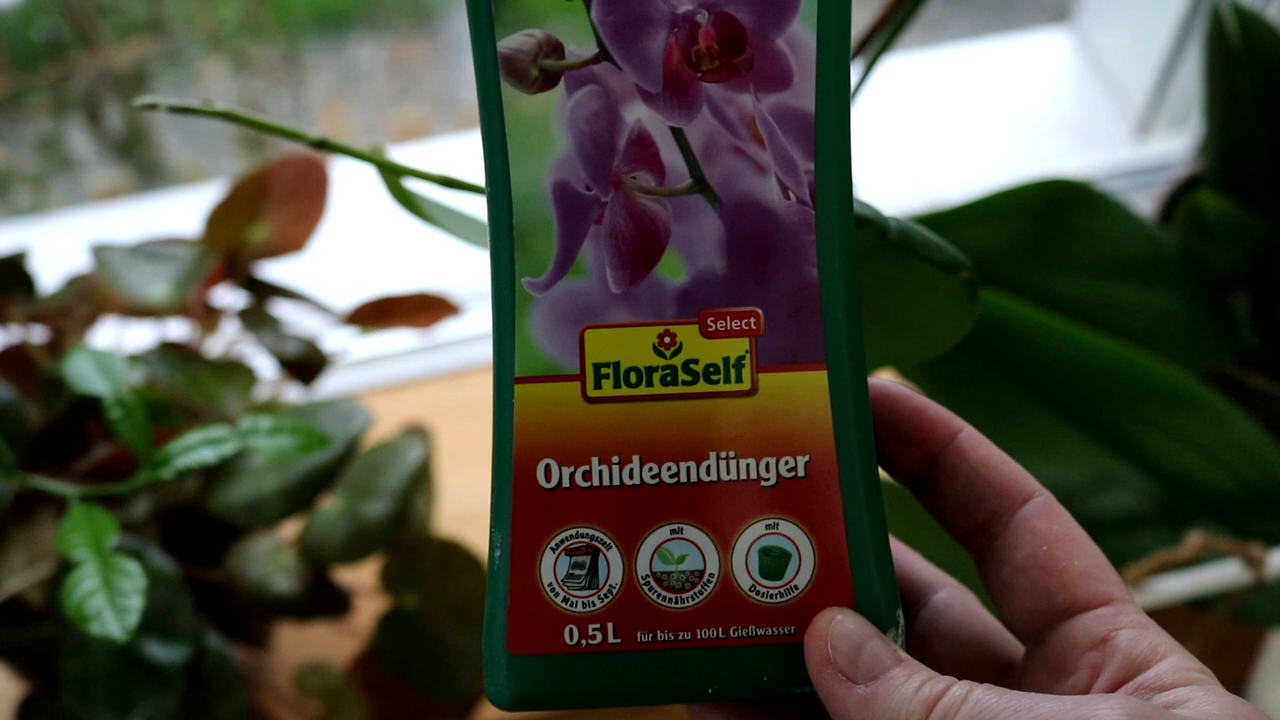 Select
FloraSelf
Orchideendünger
Anwendungszeit
von Mai bis Sept.
mit
Spurennährstoffen
mit
Dosierhilfe
0,5 L für bis zu 100 L Gießwasser